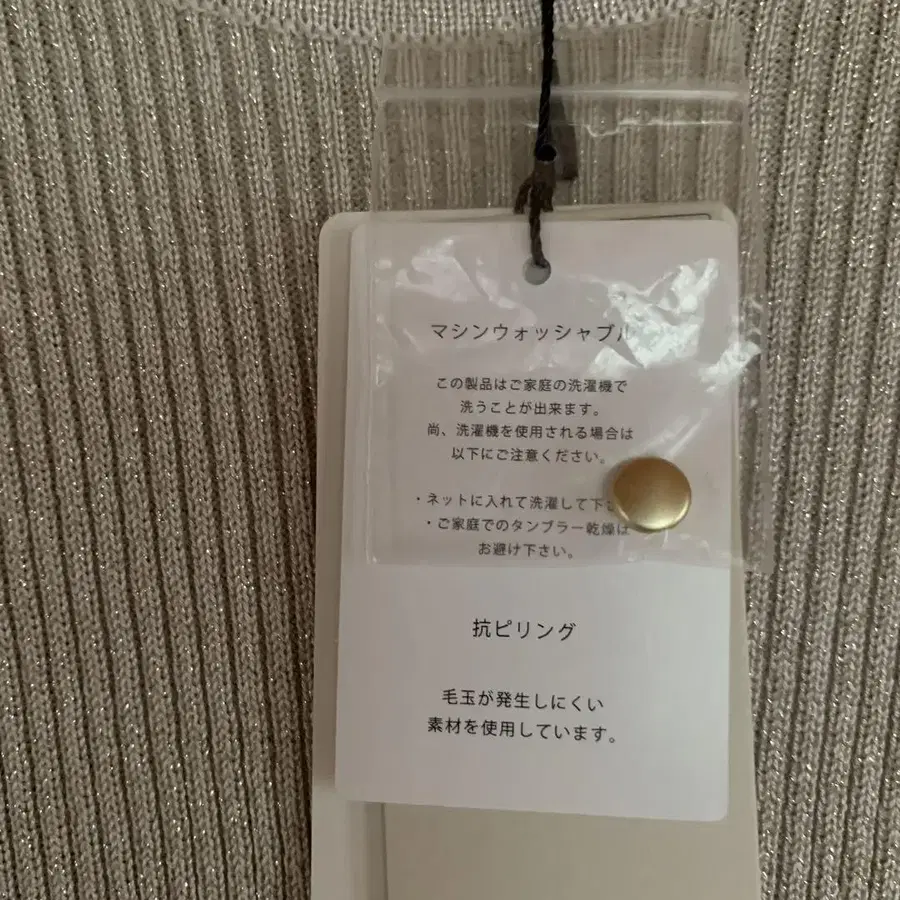 マシンウォッシャブル
この製品はご家庭の洗濯機で
洗うことが出来ます。
尚、洗濯機を使用される場合は
以下にご注意ください。
・ネットに入れて洗濯して下さ
・ご家庭でのタンブラー乾燥は
お避け下さい。
抗ピリング
毛玉が発生しにくい
素材を使用しています。